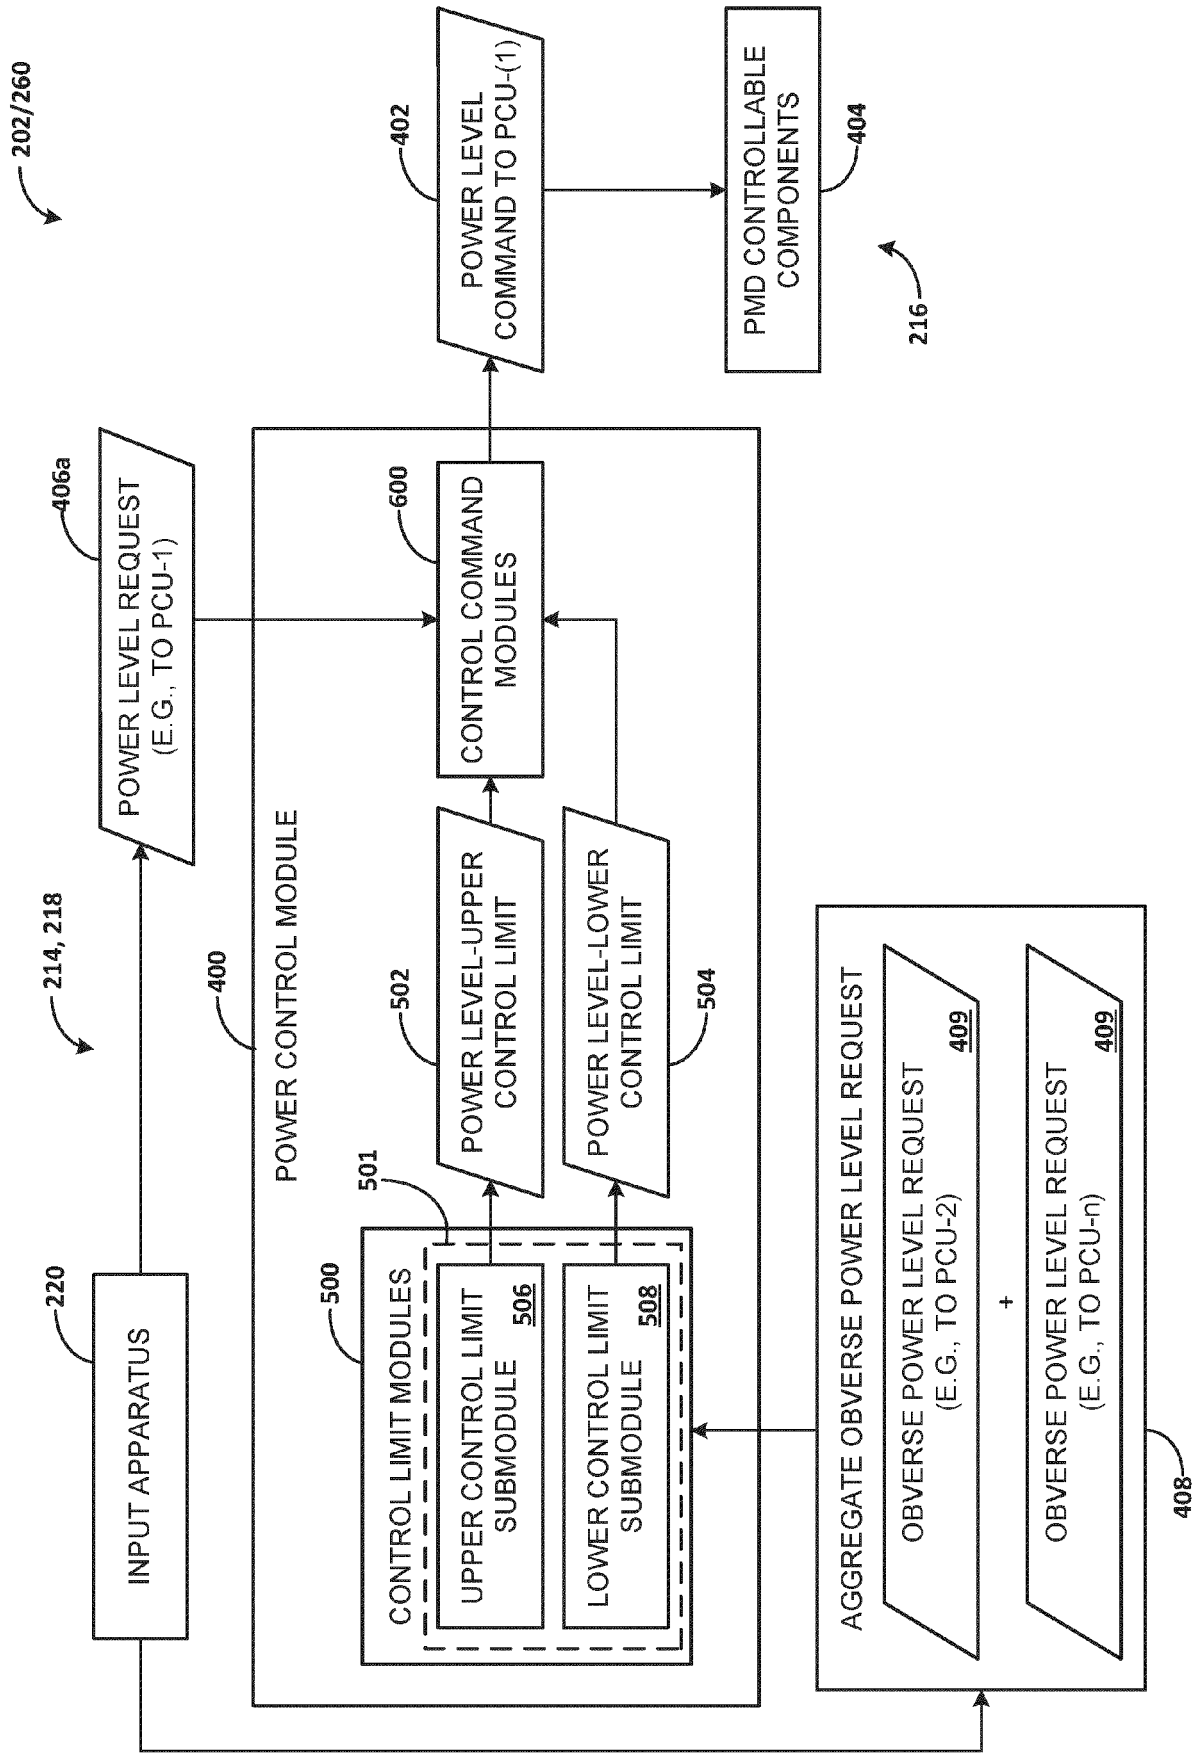 202/260
214, 218
220
INPUT APPARATUS
406a
POWER LEVEL REQUEST
(E.G., TO PCU-1)
400
POWER CONTROL MODULE
500
CONTROL LIMIT MODULES
501
UPPER CONTROL LIMIT
SUBMODULE
506
LOWER CONTROL LIMIT
SUBMODULE
508
502
POWER LEVEL-UPPER
CONTROL LIMIT
POWER LEVEL-LOWER
CONTROL LIMIT
504
600
CONTROL COMMAND
MODULES
402
POWER LEVEL
COMMAND TO PCU-(1)
PMD CONTROLLABLE
COMPONENTS
404
216
AGGREGATE OBVERSE POWER LEVEL REQUEST
OBVERSE POWER LEVEL REQUEST
(E.G., TO PCU-2)
409
+
OBVERSE POWER LEVEL REQUEST
(E.G., TO PCU-n)
409
408